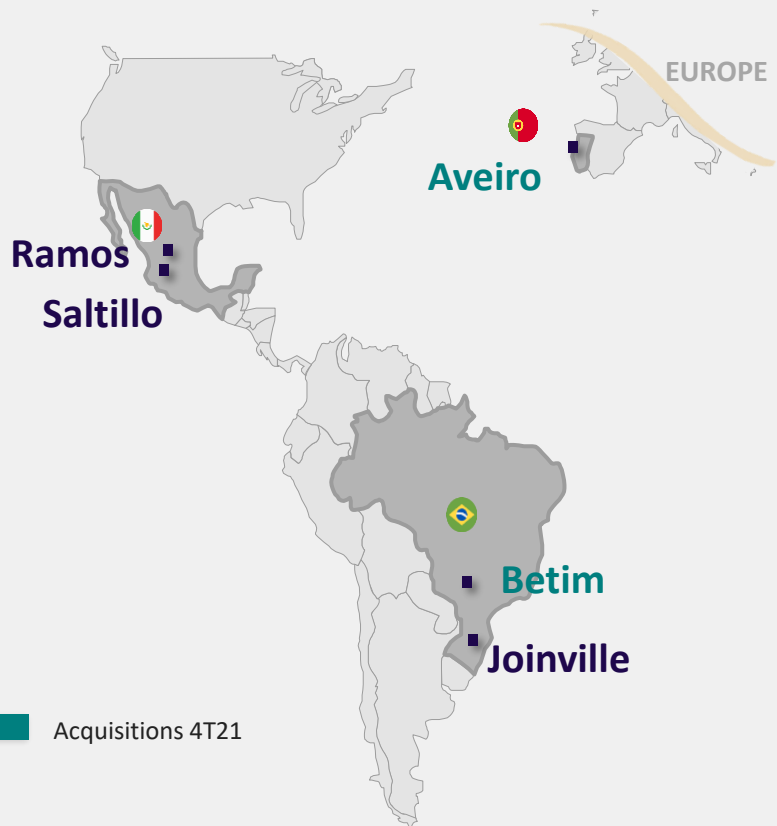 EUROPE
Aveiro
Ramos
Saltillo
Betim
Joinville
Acquisitions 4T21